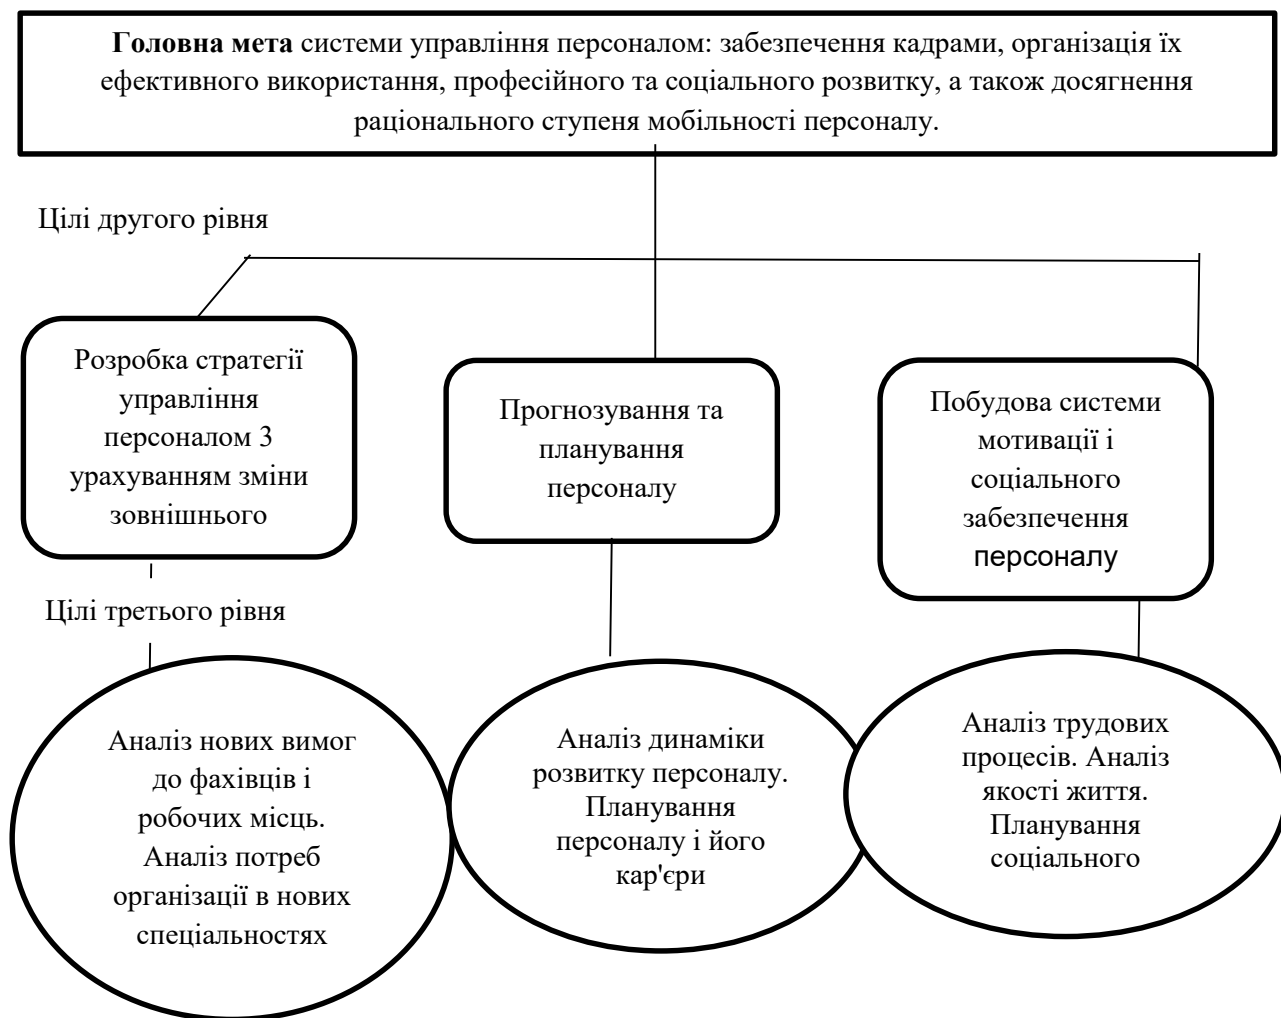 Головна мета системи управління персоналом: забезпечення кадрами, організація їх
ефективного використання, професійного та соціального розвитку, а також досягнення
раціонального ступеня мобільності персоналу.
Цілі другого рівня
Розробка стратегії
управління
персоналом З
урахуванням зміни
зовнішнього
Прогнозування та
планування
персоналу
Побудова системи
мотивації і
соціального
забезпечення
персоналу
Цілі третього рівня
Аналіз нових вимог
до фахівців і
робочих місць.
Аналіз потреб
організації в нових
спеціальностях
Аналіз динаміки
розвитку персоналу.
Планування
персоналу і його
кар'єри
Аналіз трудових
процесів. Аналіз
якості життя.
Планування
соціального